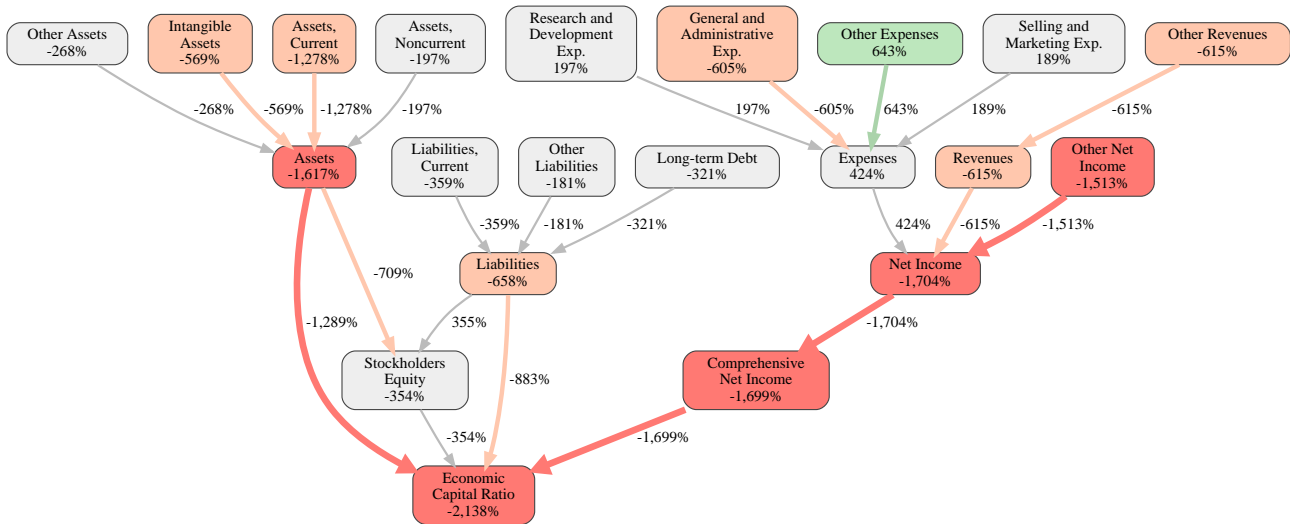 Other Assets
-268%
Intangible
Assets
-569%
Assets,
Current
-1,278%
Assets,
Noncurrent
-197%
Research and
Development
Exp.
197%
General and
Administrative
Exp.
-605%
Other Expenses
643%
Selling and
Marketing Exp.
189%
Other Revenues
-615%
-268%
-569%
-1,278%
-197%
197%
-605%
643%
189%
-615%
Assets
-1,617%
Liabilities,
Current
-359%
Other
Liabilities
-181%
Long-term Debt
-321%
Expenses
424%
Revenues
-615%
Other Net
Income
-1,513%
-359%
-181%
-321%
424%
-615%
-1,513%
-709%
Liabilities
-658%
Net Income
-1,704%
-1,289%
355%
-1,704%
Stockholders
Equity
-354%
-883%
Comprehensive
Net Income
-1,699%
-354%
-1,699%
Economic
Capital Ratio
-2,138%